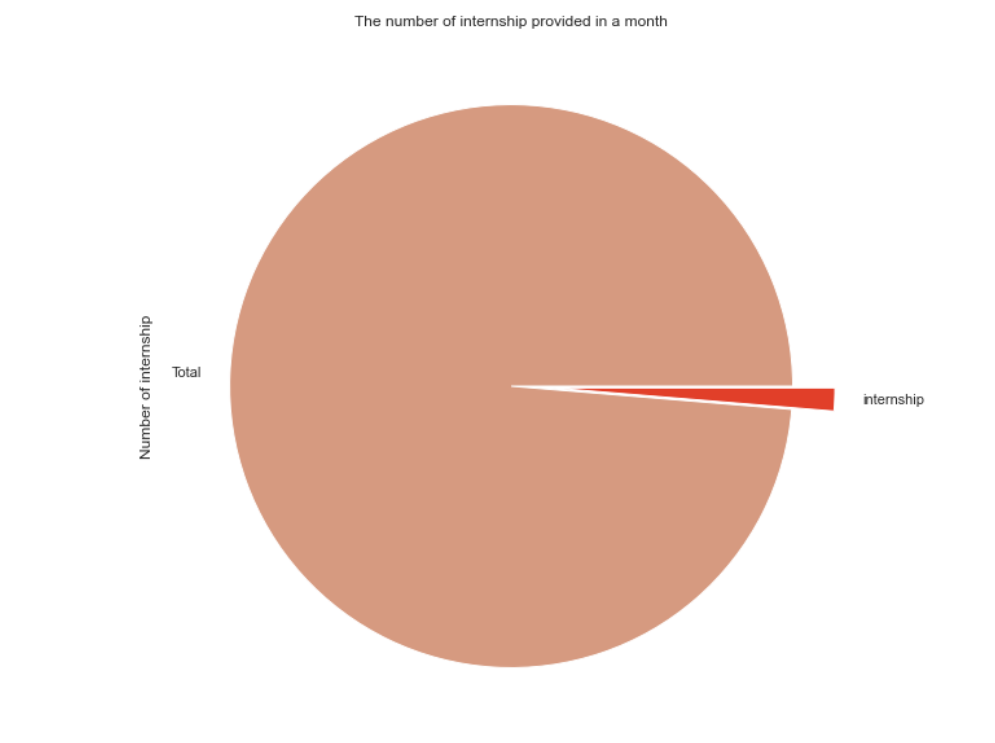 The number of internship provided in a month
Number of internship
Total
internship